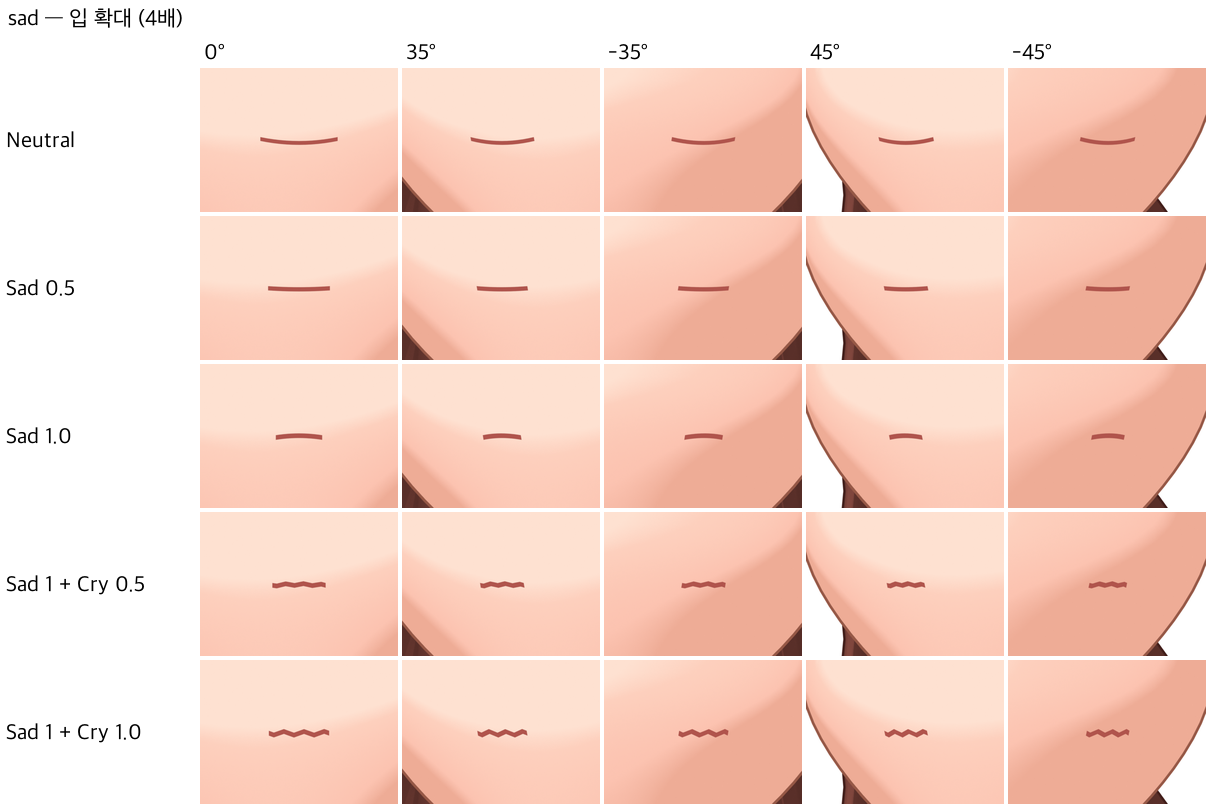 sad — 입 확대 (4배)
0° 35° -35° 45° -45°
Neutral
Sad 0.5
Sad 1.0
Sad 1 + Cry 0.5
Sad 1 + Cry 1.0